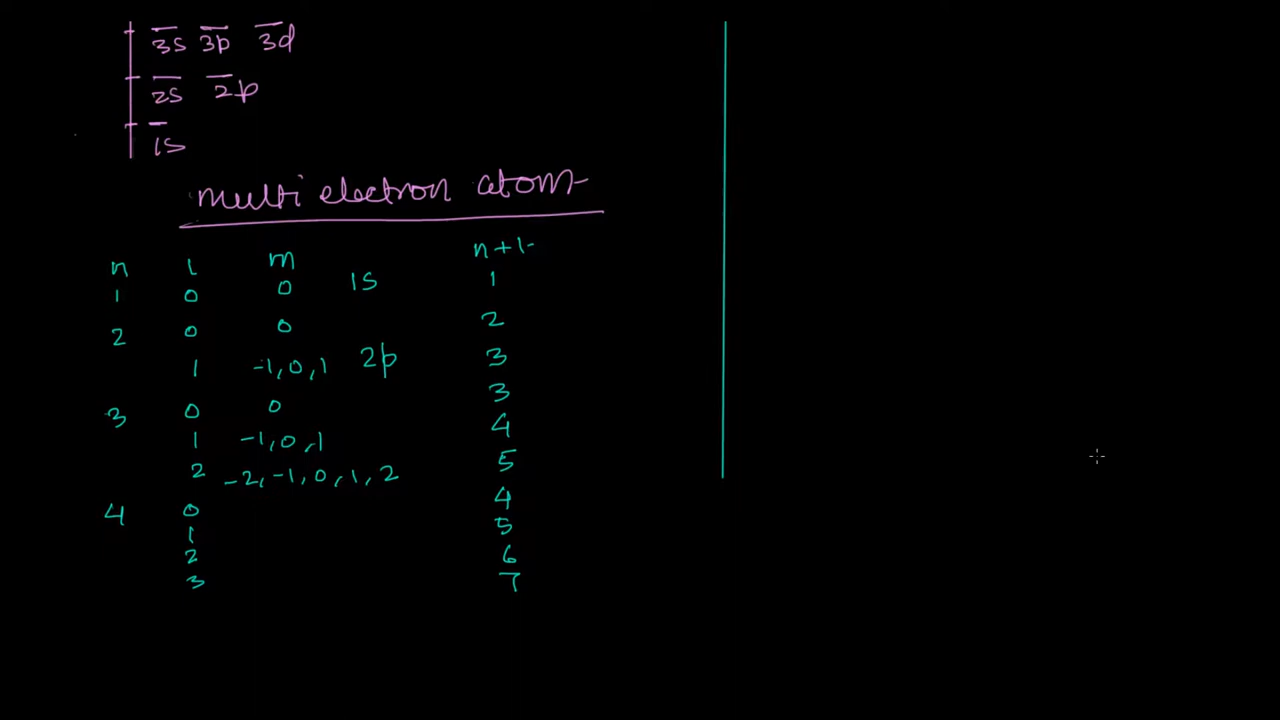 3s 3p 3d
2s 2p
1s
multi electron atom
n l m n+l
1 0 0 1s 1
2 0 0 2
1 -1, 0, 1 2p 3
3 0 0 3
1 -1, 0, 1 4
2 -2, -1, 0, 1, 2 5
4 0 4
1 5
2 6
3 7